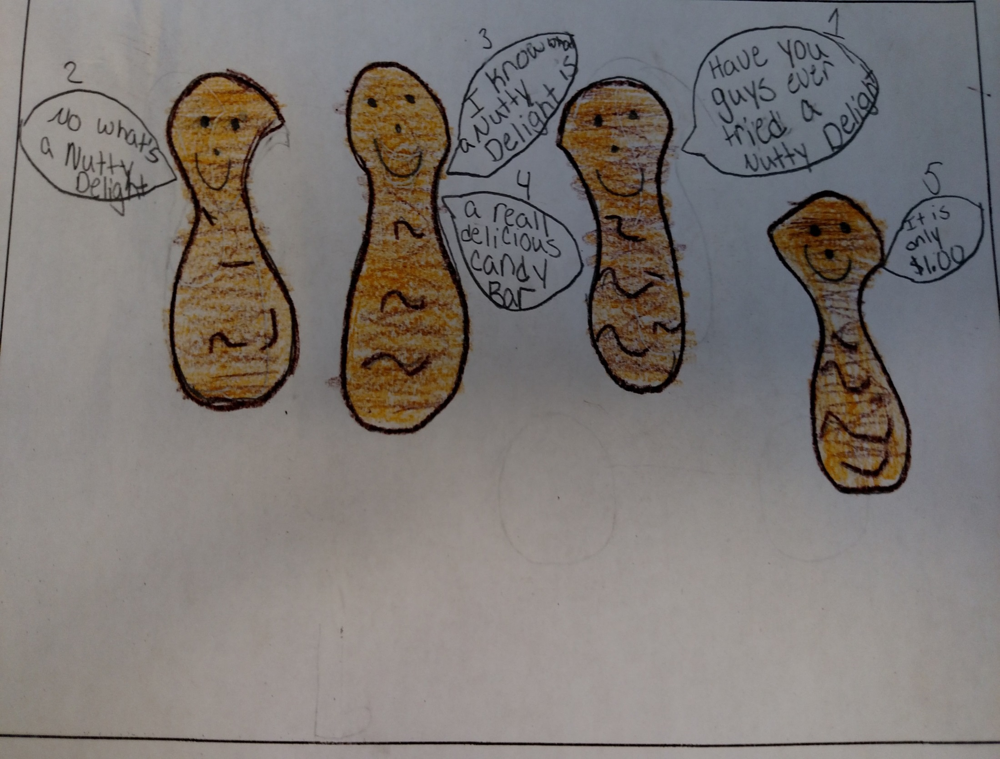 1
Have you
guys ever
tried a
Nutty Delight
2
No what's
a Nutty
Delight
3
I know what
a Nutty is
Delight
4
a reall
delicious
candy
Bar
5
It is
only
$1.00